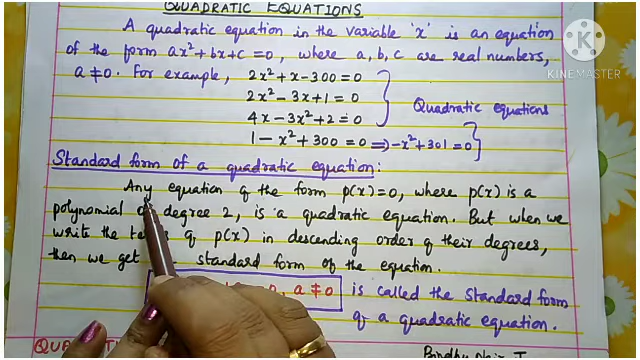 QUADRATIC EQUATIONS
A quadratic equation in the variable 'x' is an equation
of the form ax² + bx + c = 0, where a, b, c are real numbers,
a ≠ 0. For example, 2x² + x - 300 = 0
2x² - 3x + 1 = 0
4x - 3x² + 2 = 0
Quadratic equations
1 - x² + 300 = 0 ⇒ -x² + 301 = 0
Standard form of a quadratic equation:
Any equation of the form p(x) = 0, where p(x) is a
polynomial of degree 2, is a quadratic equation. But when we
write the of p(x) in descending order of their degrees,
then we get standard form of the equation.
0, a ≠ 0 is called the standard form
of a quadratic equation.
KINEMASTER